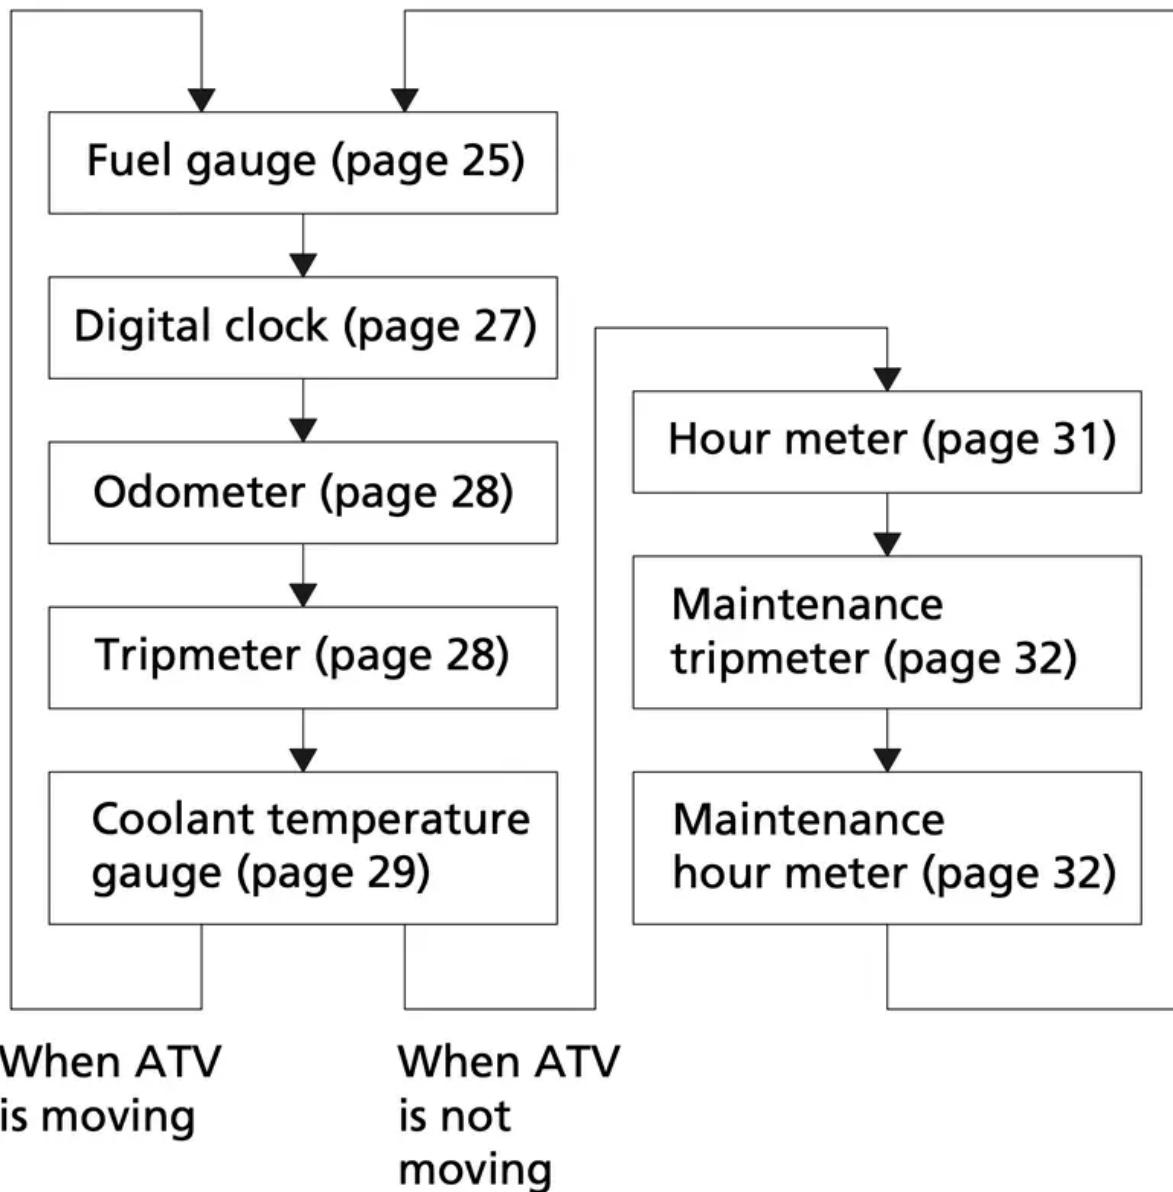 Fuel gauge (page 25)
Digital clock (page 27)
Odometer (page 28)
Tripmeter (page 28)
Coolant temperature
gauge (page 29)
When ATV
is moving
When ATV
is not
moving
Hour meter (page 31)
Maintenance
tripmeter (page 32)
Maintenance
hour meter (page 32)